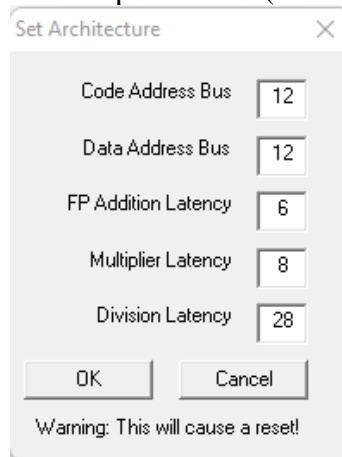 Set Architecture
Code Address Bus 12
Data Address Bus 12
FP Addition Latency 6
Multiplier Latency 8
Division Latency 28
OK Cancel
Warning: This will cause a reset!